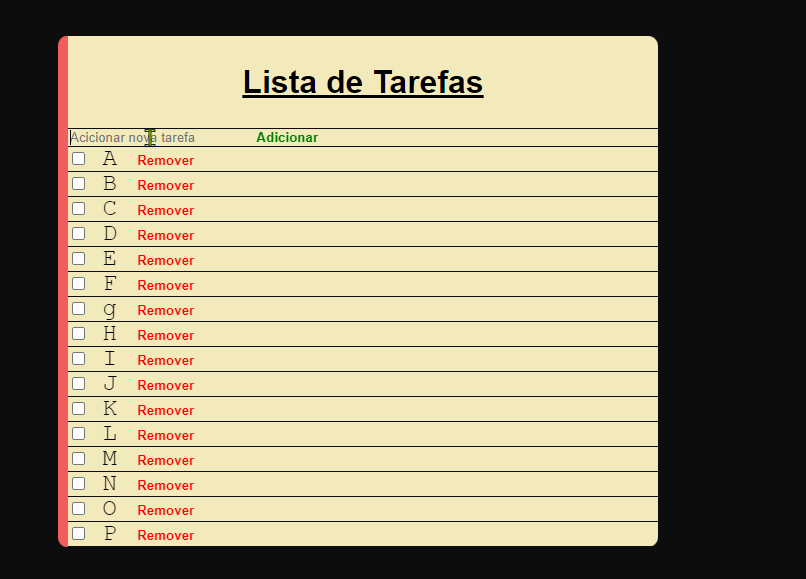 Lista de Tarefas
Acicionar nova tarefa Adicionar
A Remover
B Remover
C Remover
D Remover
E Remover
F Remover
g Remover
H Remover
I Remover
J Remover
K Remover
L Remover
M Remover
N Remover
O Remover
P Remover